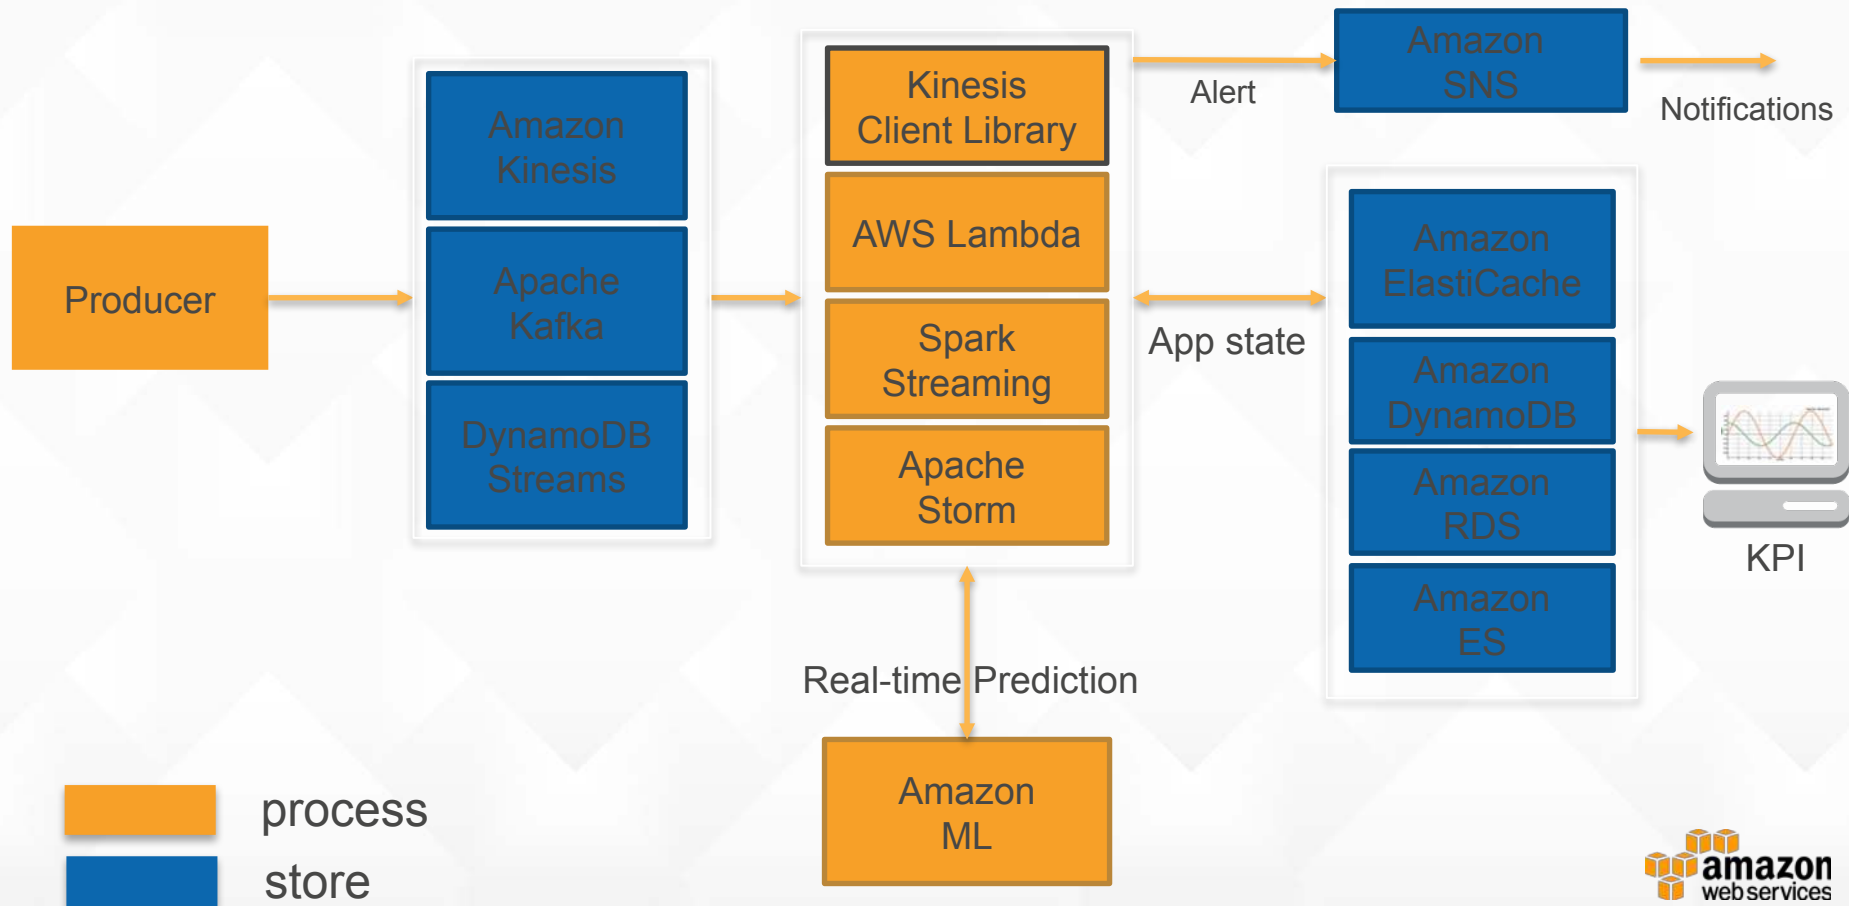 Producer
Amazon
Kinesis
Apache
Kafka
DynamoDB
Streams
Kinesis
Client Library
AWS Lambda
Spark
Streaming
Apache
Storm
Alert
Amazon
SNS
Notifications
App state
Amazon
ElastiCache
Amazon
DynamoDB
Amazon
RDS
Amazon
ES
KPI
Real-time Prediction
Amazon
ML
process
store
amazon
web services